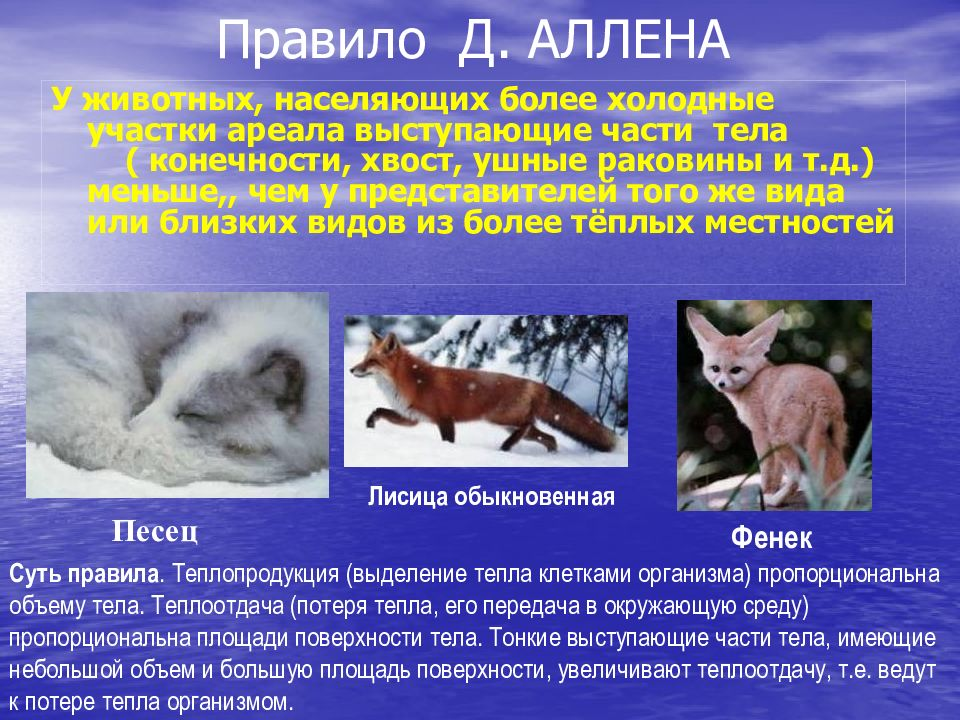 Правило Д. АЛЛЕНА
У животных, населяющих более холодные
участки ареала выступающие части тела
( конечности, хвост, ушные раковины и т.д.)
меньше,, чем у представителей того же вида
или близких видов из более тёплых местностей
Лисица обыкновенная
Песец
Фенек
Суть правила. Теплопродукция (выделение тепла клетками организма) пропорциональна
объему тела. Теплоотдача (потеря тепла, его передача в окружающую среду)
пропорциональна площади поверхности тела. Тонкие выступающие части тела, имеющие
небольшой объем и большую площадь поверхности, увеличивают теплоотдачу, т.е. ведут
к потере тепла организмом.